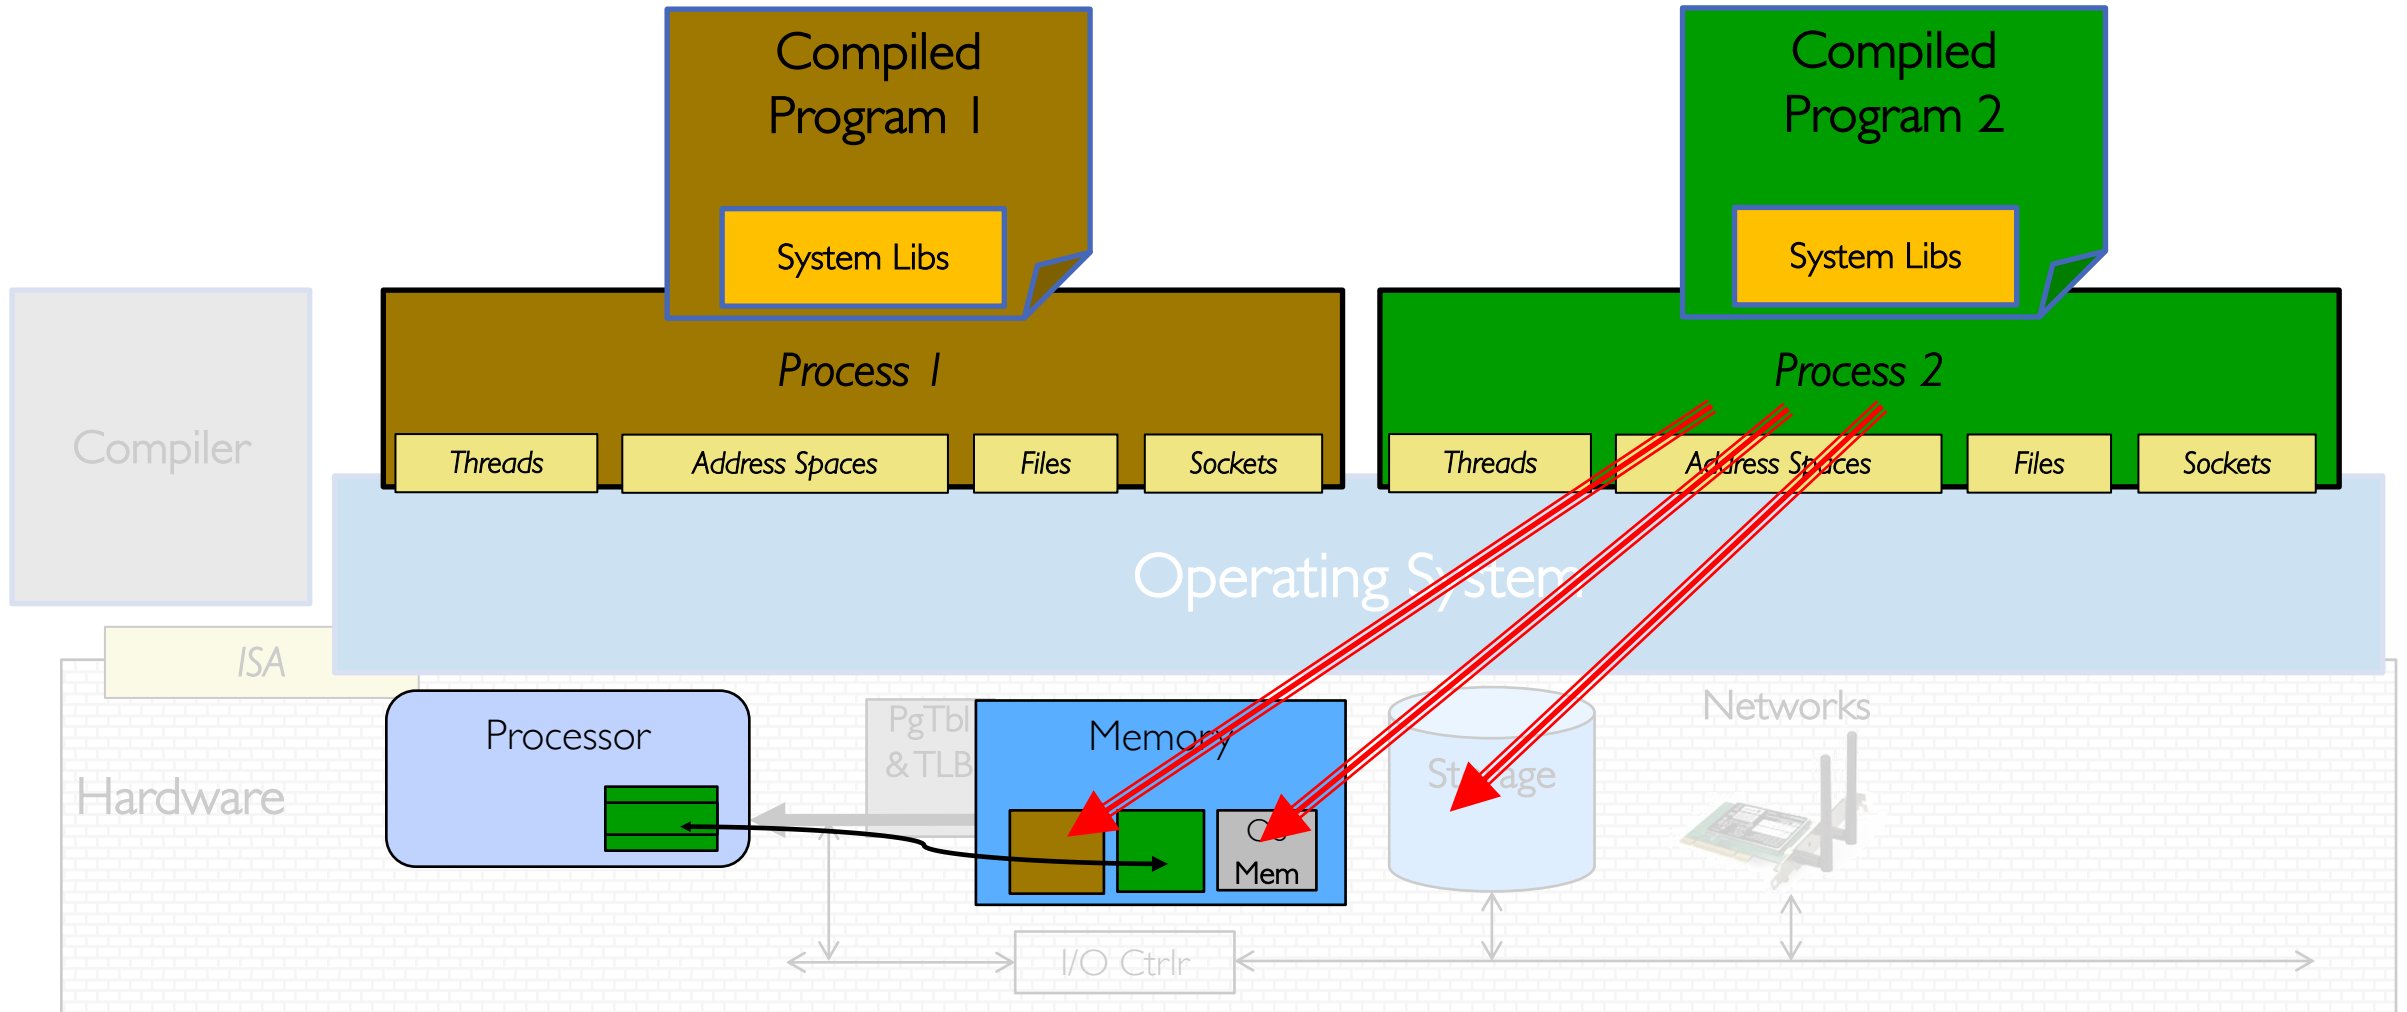 Compiled
Program 1
System Libs
Compiled
Program 2
System Libs
Process 1
Process 2
Compiler
Threads
Address Spaces
Files
Sockets
Threads
Address Spaces
Files
Sockets
Operating System
ISA
Hardware
Processor
PgTbl
& TLB
Memory
OS
Mem
Storage
Networks
I/O Ctrlr